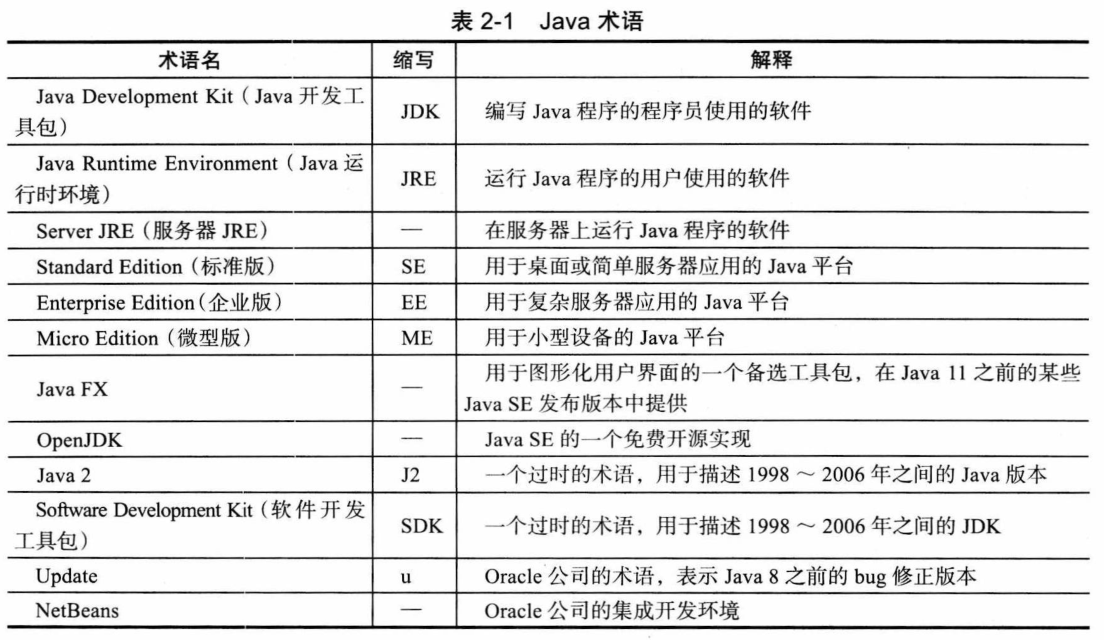 表 2-1 Java 术语
术语名 缩写 解释
Java Development Kit（Java 开发工
具包） JDK 编写 Java 程序的程序员使用的软件
Java Runtime Environment（Java 运
行时环境） JRE 运行 Java 程序的用户使用的软件
Server JRE（服务器 JRE） — 在服务器上运行 Java 程序的软件
Standard Edition（标准版） SE 用于桌面或简单服务器应用的 Java 平台
Enterprise Edition（企业版） EE 用于复杂服务器应用的 Java 平台
Micro Edition（微型版） ME 用于小型设备的 Java 平台
Java FX — 用于图形化用户界面的一个备选工具包，在 Java 11 之前的某些
Java SE 发布版本中提供
OpenJDK — Java SE 的一个免费开源实现
Java 2 J2 一个过时的术语，用于描述 1998 ～ 2006 年之间的 Java 版本
Software Development Kit（软件开发
工具包） SDK 一个过时的术语，用于描述 1998 ～ 2006 年之间的 JDK
Update u Oracle 公司的术语，表示 Java 8 之前的 bug 修正版本
NetBeans — Oracle 公司的集成开发环境